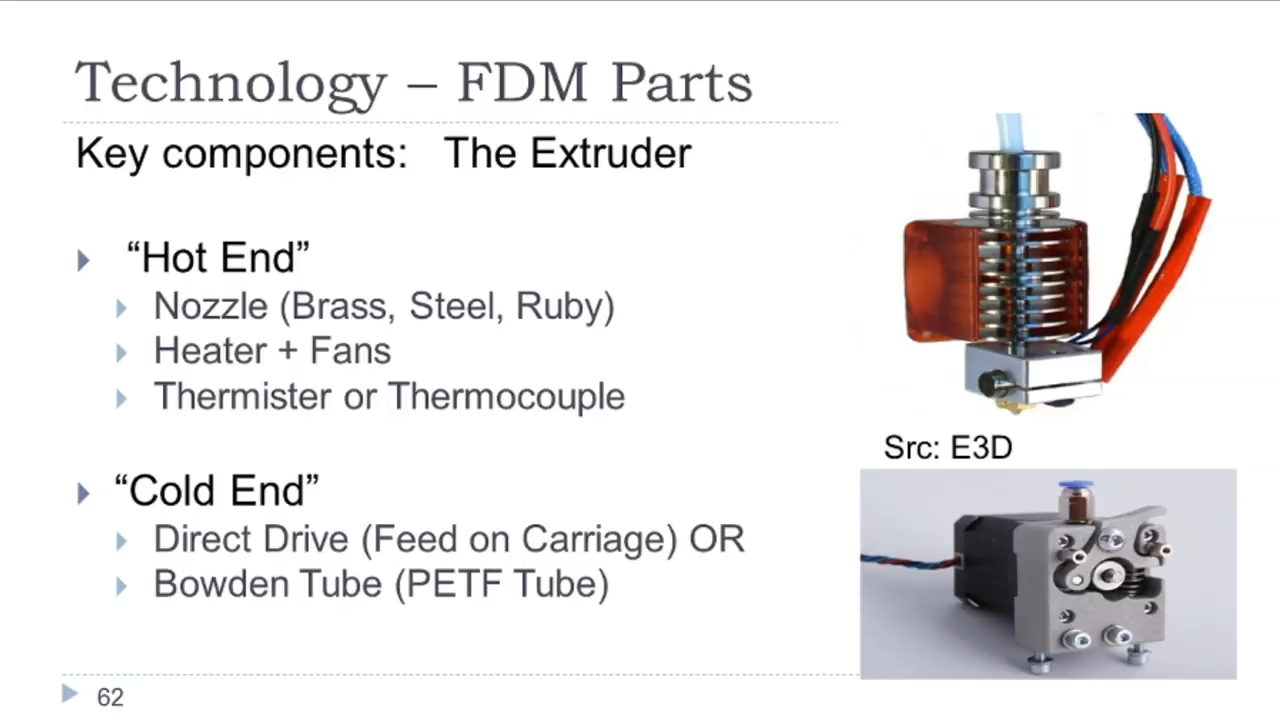 Technology – FDM Parts
Key components: The Extruder
“Hot End”
Nozzle (Brass, Steel, Ruby)
Heater + Fans
Thermister or Thermocouple
“Cold End”
Direct Drive (Feed on Carriage) OR
Bowden Tube (PETF Tube)
Src: E3D
62